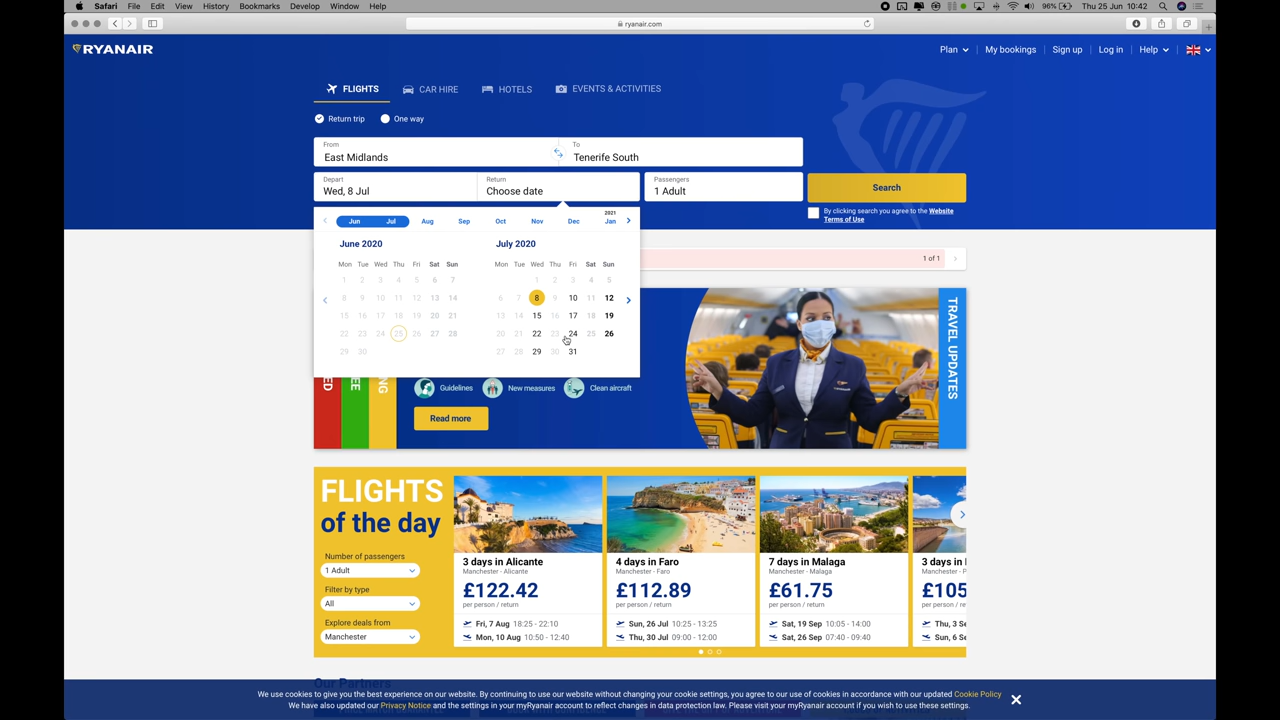 Safari File Edit View History Bookmarks Develop Window Help 96% Thu 25 Jun 10:42
ryanair.com
RYANAIR
Plan My bookings Sign up Log in Help
FLIGHTS CAR HIRE HOTELS EVENTS & ACTIVITIES
Return trip One way
From To
East Midlands Tenerife South
Depart Return Passengers
Wed, 8 Jul Choose date 1 Adult
Search
By clicking search you agree to the Website
Terms of Use
2021
Jun Jul Aug Sep Oct Nov Dec Jan
June 2020 July 2020
Mon Tue Wed Thu Fri Sat Sun Mon Tue Wed Thu Fri Sat Sun
1 2 3 4 5 6 7 1 2 3 4 5
8 9 10 11 12 13 14 6 7 8 9 10 11 12
15 16 17 18 19 20 21 13 14 15 16 17 18 19
22 23 24 25 26 27 28 20 21 22 23 24 25 26
29 30 27 28 29 30 31
1 of 1
TRAVEL UPDATES
Guidelines New measures Clean aircraft
Read more
FLIGHTS
of the day
Number of passengers
1 Adult
Filter by type
All
Explore deals from
Manchester
3 days in Alicante
Manchester - Alicante
£122.42
per person / return
Fri, 7 Aug 18:25 - 22:10
Mon, 10 Aug 10:50 - 12:40
4 days in Faro
Manchester - Faro
£112.89
per person / return
Sun, 26 Jul 10:25 - 13:25
Thu, 30 Jul 09:00 - 12:00
7 days in Malaga
Manchester - Malaga
£61.75
per person / return
Sat, 19 Sep 10:05 - 14:00
Sat, 26 Sep 07:40 - 09:40
3 days in
Manchester - P
£105
per person / re
Thu, 3 Se
Sun, 6 Se
Our Partners
We use cookies to give you the best experience on our website. By continuing to use our website without changing your cookie settings, you agree to our use of cookies in accordance with our updated Cookie Policy
We have also updated our Privacy Notice and the settings in your myRyanair account to reflect changes in data protection law. Please visit your myRyanair account if you wish to use these settings.